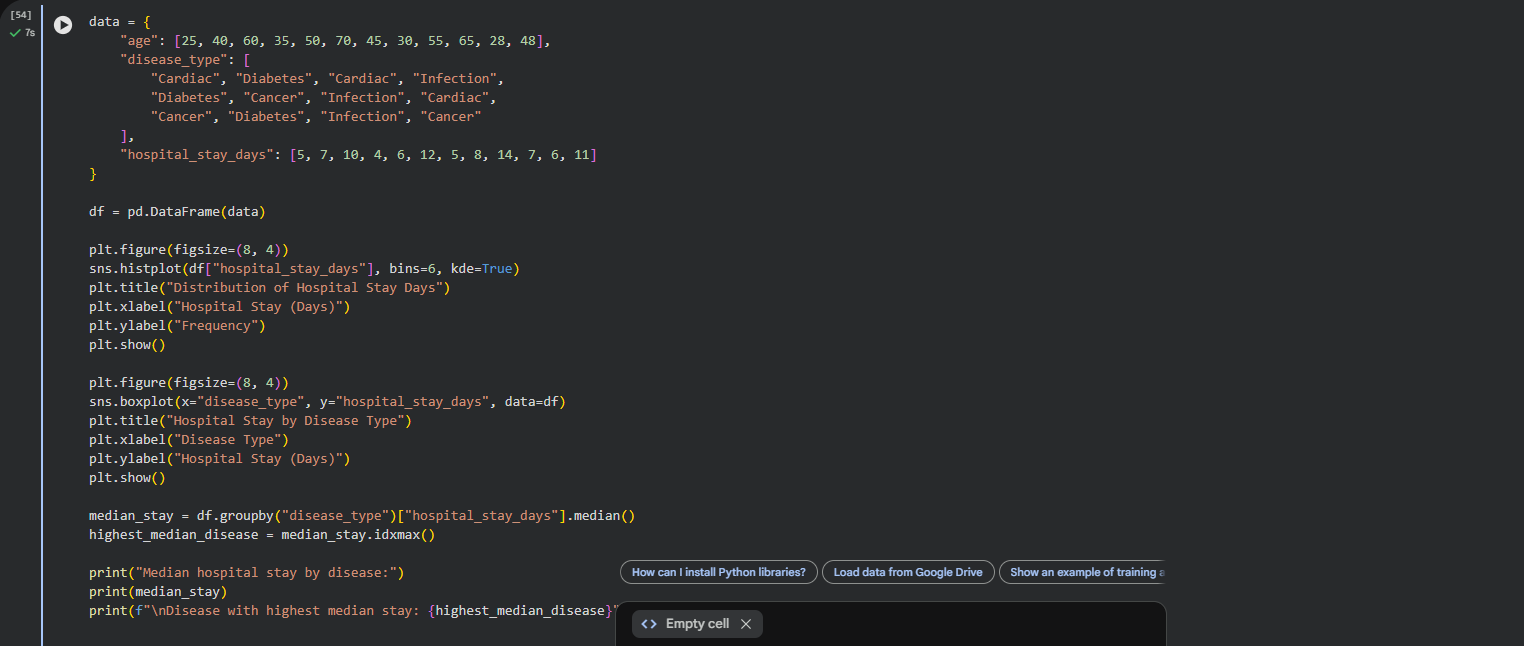 [54]
7s
data = {
    "age": [25, 40, 60, 35, 50, 70, 45, 30, 55, 65, 28, 48],
    "disease_type": [
        "Cardiac", "Diabetes", "Cardiac", "Infection",
        "Diabetes", "Cancer", "Infection", "Cardiac",
        "Cancer", "Diabetes", "Infection", "Cancer"
    ],
    "hospital_stay_days": [5, 7, 10, 4, 6, 12, 5, 8, 14, 7, 6, 11]
}

df = pd.DataFrame(data)

plt.figure(figsize=(8, 4))
sns.histplot(df["hospital_stay_days"], bins=6, kde=True)
plt.title("Distribution of Hospital Stay Days")
plt.xlabel("Hospital Stay (Days)")
plt.ylabel("Frequency")
plt.show()

plt.figure(figsize=(8, 4))
sns.boxplot(x="disease_type", y="hospital_stay_days", data=df)
plt.title("Hospital Stay by Disease Type")
plt.xlabel("Disease Type")
plt.ylabel("Hospital Stay (Days)")
plt.show()

median_stay = df.groupby("disease_type")["hospital_stay_days"].median()
highest_median_disease = median_stay.idxmax()

print("Median hospital stay by disease:")
print(median_stay)
print(f"\nDisease with highest median stay: {highest_median_disease}"
How can I install Python libraries?
Load data from Google Drive
Show an example of training
Empty cell